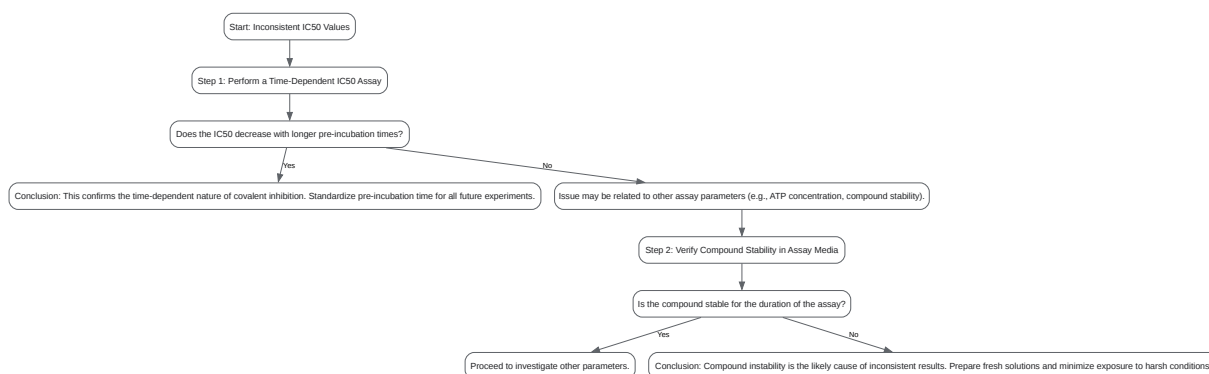 Start: Inconsistent IC50 Values
Step 1: Perform a Time-Dependent IC50 Assay
Does the IC50 decrease with longer pre-incubation times?
Yes
No
Conclusion: This confirms the time-dependent nature of covalent inhibition. Standardize pre-incubation time for all future experiments.
Issue may be related to other assay parameters (e.g., ATP concentration, compound stability).
Step 2: Verify Compound Stability in Assay Media
Is the compound stable for the duration of the assay?
Yes
No
Proceed to investigate other parameters.
Conclusion: Compound instability is the likely cause of inconsistent results. Prepare fresh solutions and minimize exposure to harsh conditions